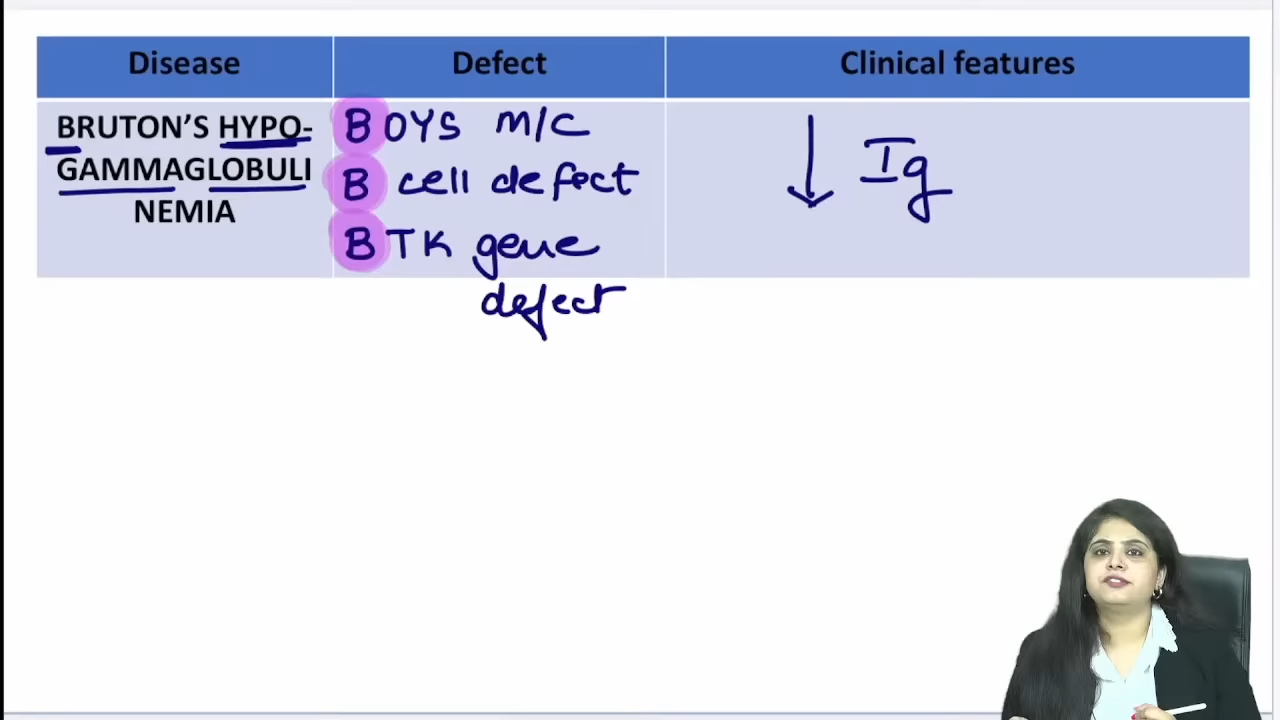 Disease Defect Clinical features
BRUTON'S HYPO-
GAMMAGLOBULI
NEMIA
BOYS M/C
B cell defect
BTK gene
defect
↓ Ig